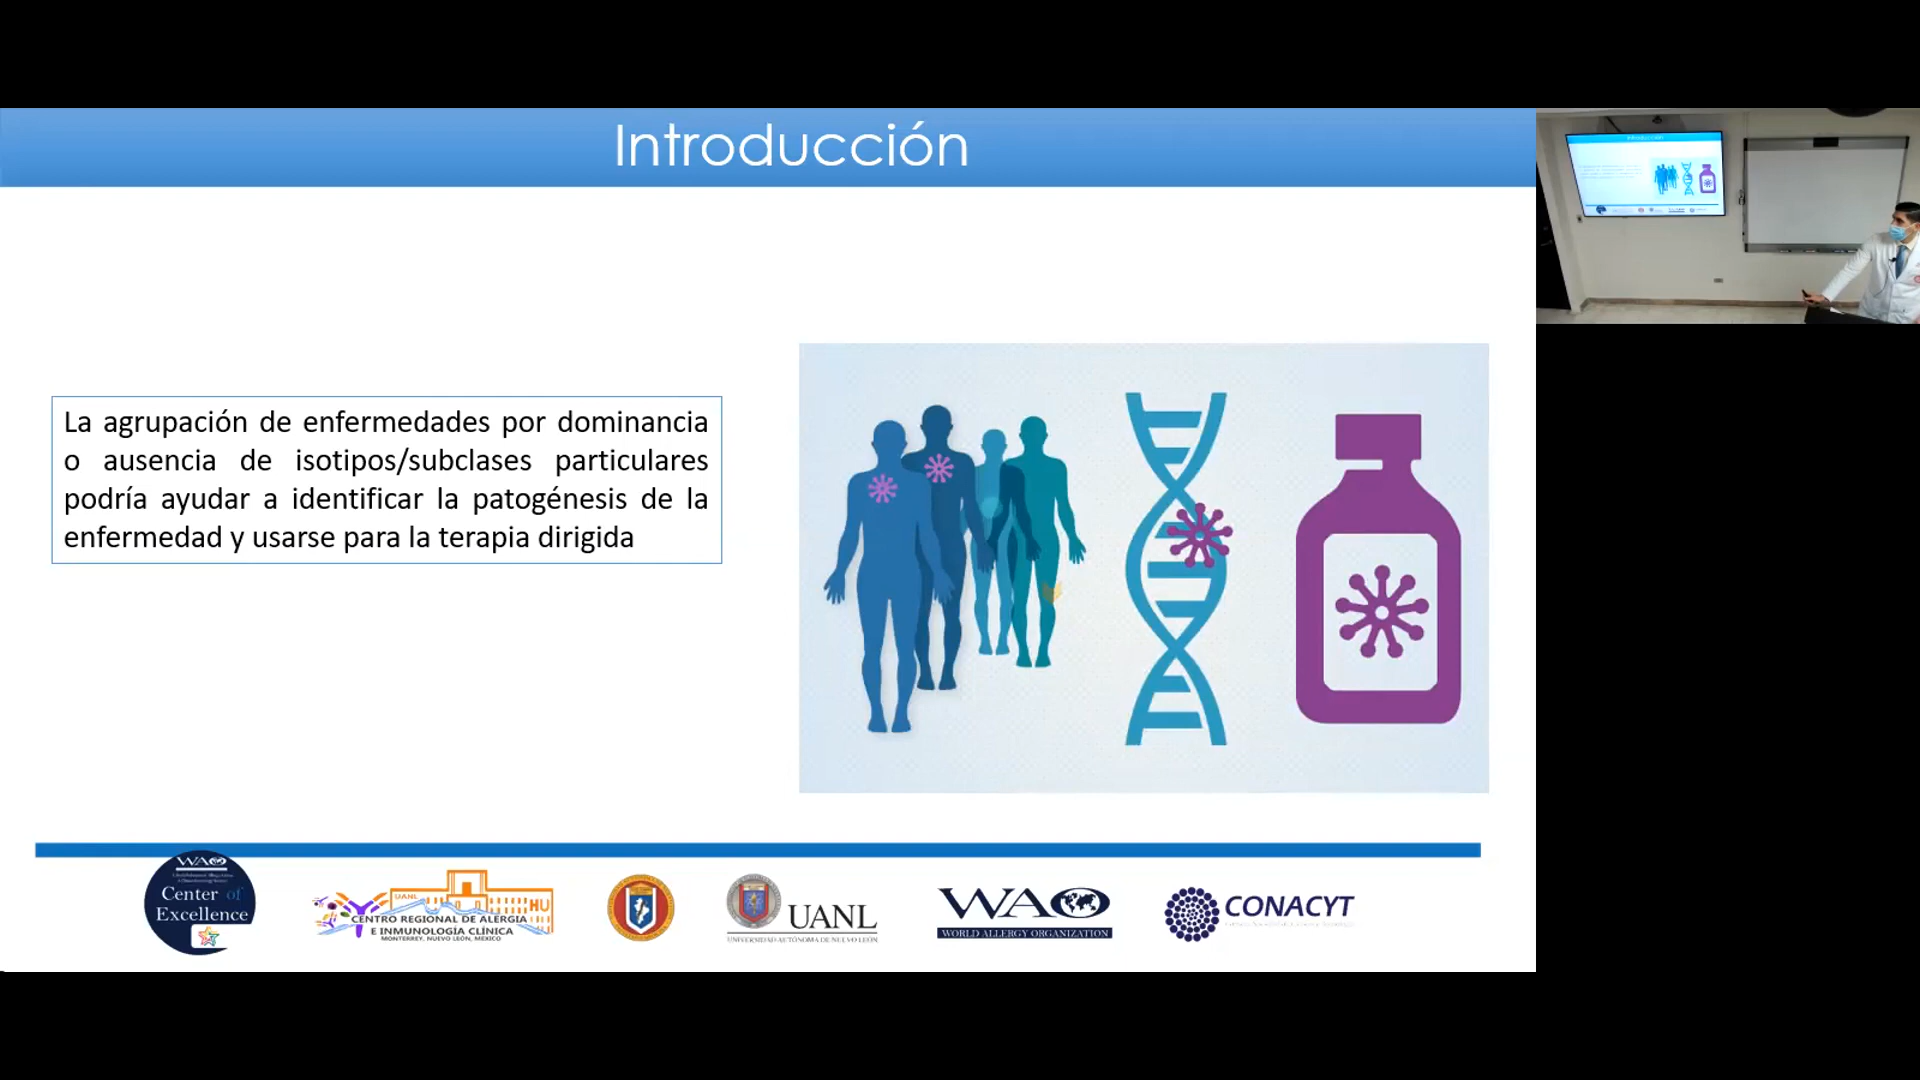 Introducción
La agrupación de enfermedades por dominancia
o ausencia de isotipos/subclases particulares
podría ayudar a identificar la patogénesis de la
enfermedad y usarse para la terapia dirigida
WAO
Center of
Excellence
UANL
HU
CENTRO REGIONAL DE ALERGIA
E INMUNOLOGÍA CLÍNICA
MONTERREY, NUEVO LEÓN, MÉXICO
UANL
UNIVERSIDAD AUTÓNOMA DE NUEVO LEÓN
WAO
WORLD ALLERGY ORGANIZATION
CONACYT
Introducción